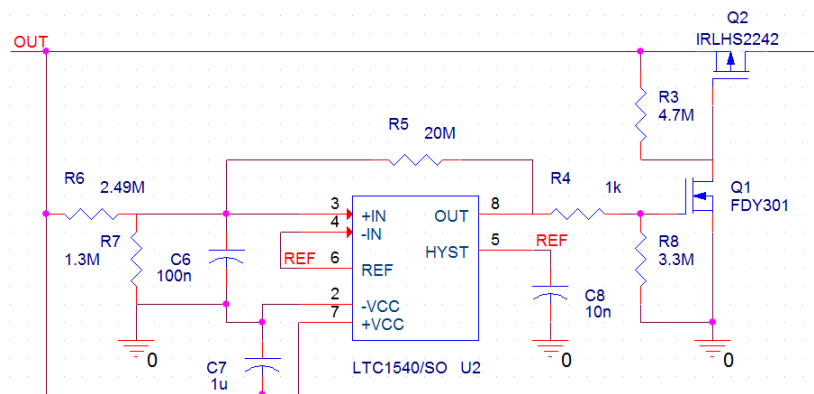 Q2
IRLHS2242
OUT
R3
4.7M
R5
20M
R6
2.49M
R4
1k
Q1
FDY301
3
+IN
4
-IN
OUT
8
R7
1.3M
C6
100n
REF
6
REF
HYST
5
REF
R8
3.3M
2
-VCC
7
+VCC
C8
10n
0
C7
1u
LTC1540/SO U2
0
0